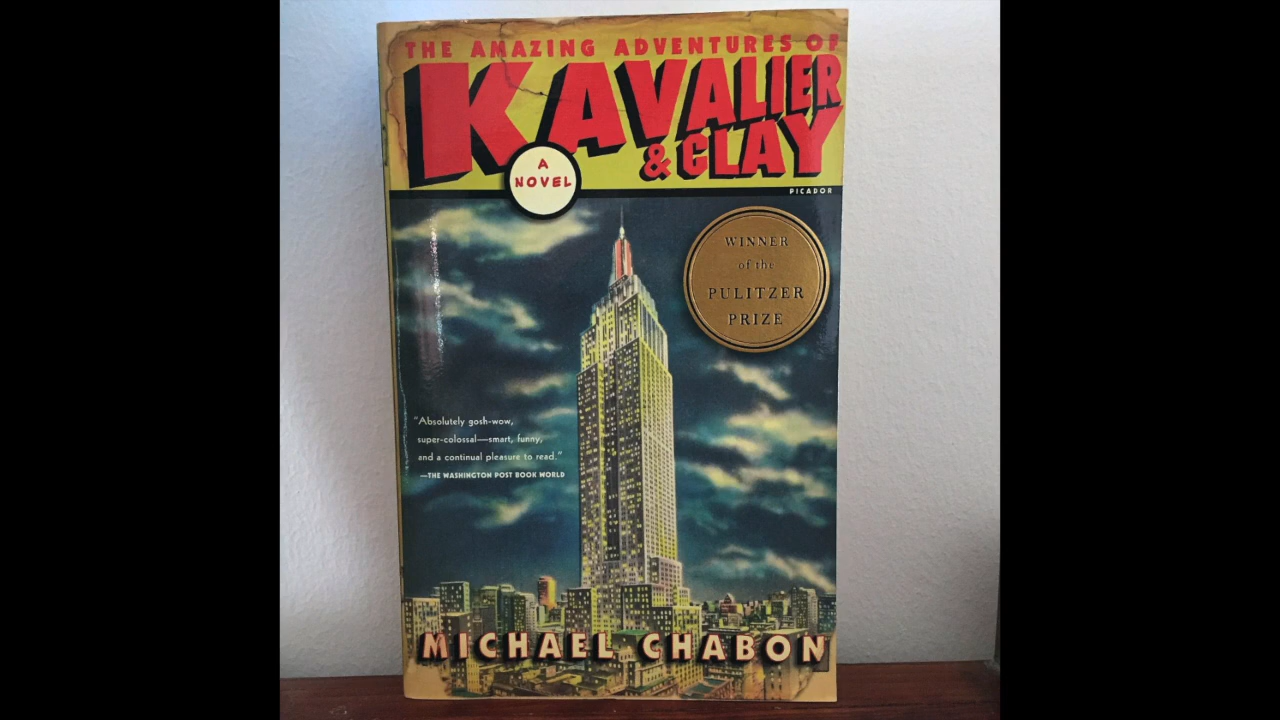 THE AMAZING ADVENTURES OF
KAVALIER
& CLAY
A
NOVEL
PICADOR
WINNER
of the
PULITZER
PRIZE
"Absolutely gosh-wow,
super-colossal—smart, funny,
and a continual pleasure to read."
—THE WASHINGTON POST BOOK WORLD
MICHAEL CHABON